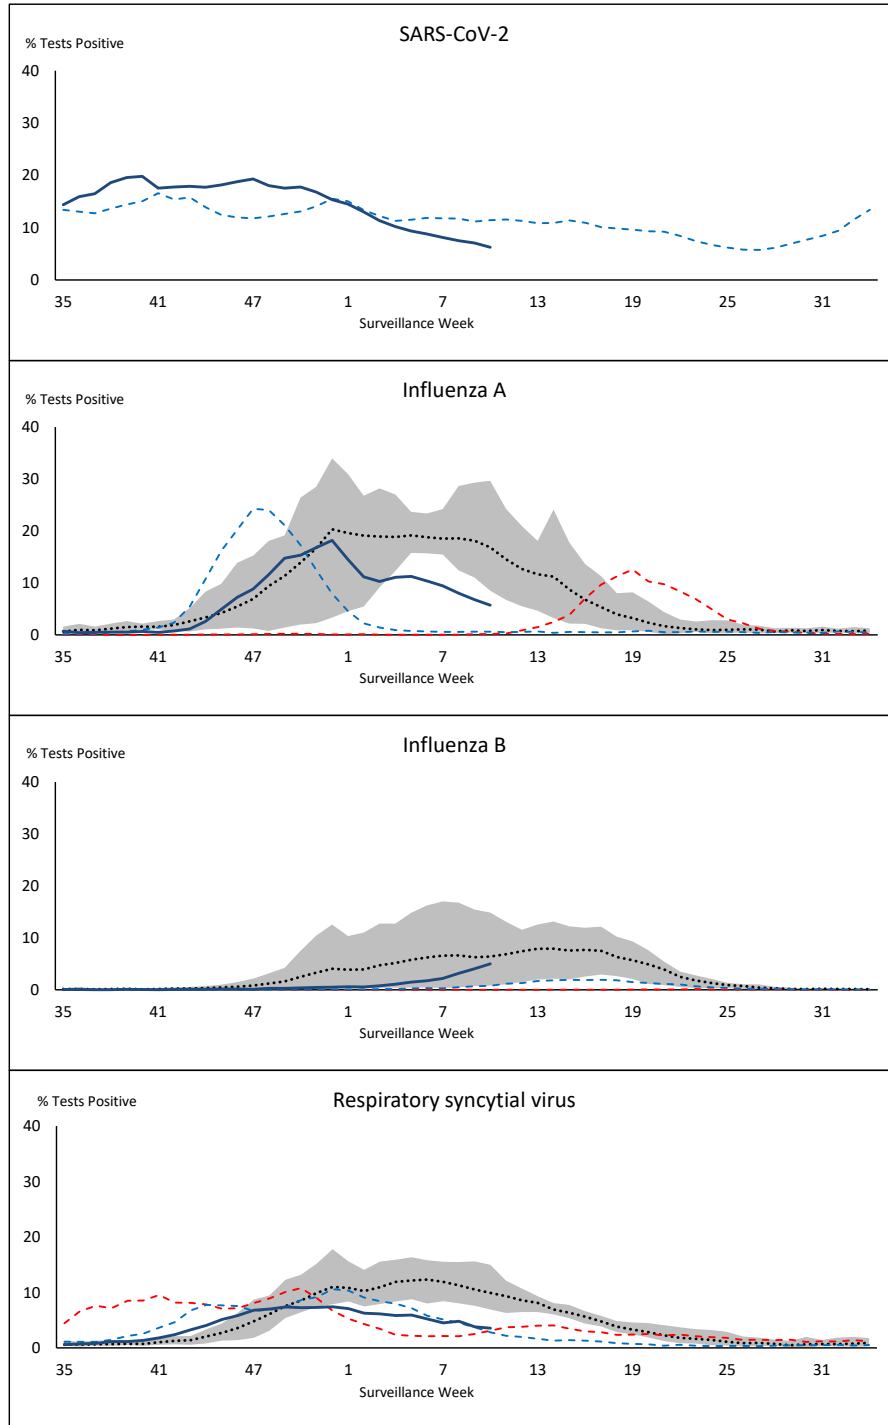 SARS-CoV-2
% Tests Positive
40
30
20
10
0
35 41 47 1 7 13 19 25 31
Surveillance Week
Influenza A
% Tests Positive
40
30
20
10
0
35 41 47 1 7 13 19 25 31
Surveillance Week
Influenza B
% Tests Positive
40
30
20
10
0
35 41 47 1 7 13 19 25 31
Surveillance Week
Respiratory syncytial virus
% Tests Positive
40
30
20
10
0
35 41 47 1 7 13 19 25 31
Surveillance Week